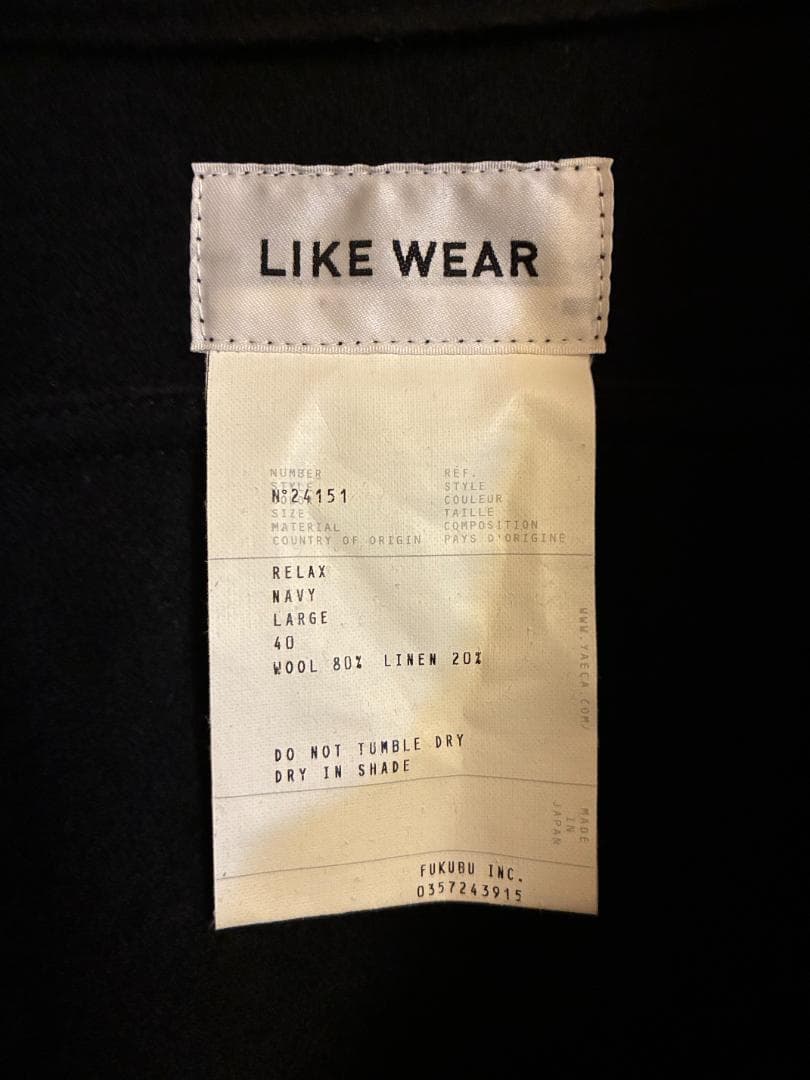 LIKE WEAR
NUMBER RÉF.
STYLE STYLE
COLOR COULEUR
N°24151
SIZE TAILLE
MATERIAL COMPOSITION
COUNTRY OF ORIGIN PAYS D'ORIGINE
RELAX
NAVY
LARGE
40
WOOL 80% LINEN 20%
WWW.YAECA.COM/
DO NOT TUMBLE DRY
DRY IN SHADE
MADE
IN
JAPAN
FUKUBU INC.
0357243915